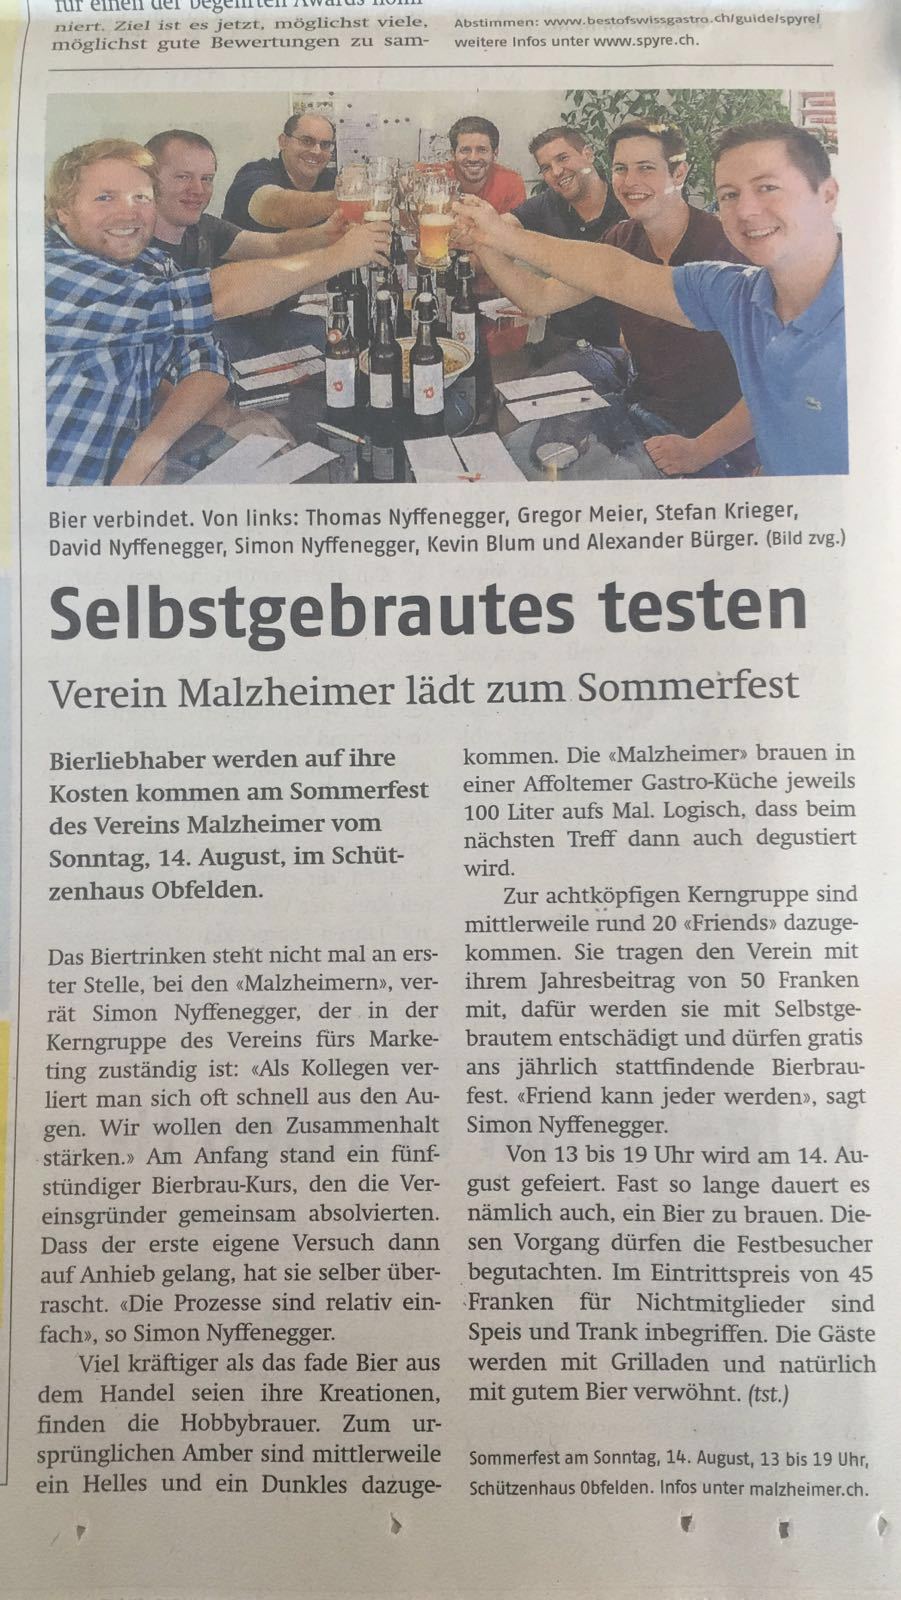 für einen der begehrten Awards nomi-
niert. Ziel ist es jetzt, möglichst viele,
möglichst gute Bewertungen zu sam-
Abstimmen: www.bestofswissgastro.ch/guide/spyre/
weitere Infos unter www.spyre.ch.
Bier verbindet. Von links: Thomas Nyffenegger, Gregor Meier, Stefan Krieger,
David Nyffenegger, Simon Nyffenegger, Kevin Blum und Alexander Bürger. (Bild zvg.)
Selbstgebrautes testen
Verein Malzheimer lädt zum Sommerfest
Bierliebhaber werden auf ihre
Kosten kommen am Sommerfest
des Vereins Malzheimer vom
Sonntag, 14. August, im Schüt-
zenhaus Obfelden.
Das Biertrinken steht nicht mal an ers-
ter Stelle, bei den «Malzheimern», ver-
rät Simon Nyffenegger, der in der
Kerngruppe des Vereins fürs Marke-
ting zuständig ist: «Als Kollegen ver-
liert man sich oft schnell aus den Au-
gen. Wir wollen den Zusammenhalt
stärken.» Am Anfang stand ein fünf-
stündiger Bierbrau-Kurs, den die Ver-
einsgründer gemeinsam absolvierten.
Dass der erste eigene Versuch dann
auf Anhieb gelang, hat sie selber über-
rascht. «Die Prozesse sind relativ ein-
fach», so Simon Nyffenegger.
Viel kräftiger als das fade Bier aus
dem Handel seien ihre Kreationen,
finden die Hobbybrauer. Zum ur-
sprünglichen Amber sind mittlerweile
ein Helles und ein Dunkles dazuge-
kommen. Die «Malzheimer» brauen in
einer Affoltemer Gastro-Küche jeweils
100 Liter aufs Mal. Logisch, dass beim
nächsten Treff dann auch degustiert
wird.
Zur achtköpfigen Kerngruppe sind
mittlerweile rund 20 «Friends» dazuge-
kommen. Sie tragen den Verein mit
ihrem Jahresbeitrag von 50 Franken
mit, dafür werden sie mit Selbstge-
brautem entschädigt und dürfen gratis
ans jährlich stattfindende Bierbrau-
fest. «Friend kann jeder werden», sagt
Simon Nyffenegger.
Von 13 bis 19 Uhr wird am 14. Au-
gust gefeiert. Fast so lange dauert es
nämlich auch, ein Bier zu brauen. Die-
sen Vorgang dürfen die Festbesucher
begutachten. Im Eintrittspreis von 45
Franken für Nichtmitglieder sind
Speis und Trank inbegriffen. Die Gäste
werden mit Grilladen und natürlich
mit gutem Bier verwöhnt. (tst.)
Sommerfest am Sonntag, 14. August, 13 bis 19 Uhr,
Schützenhaus Obfelden. Infos unter malzheimer.ch.